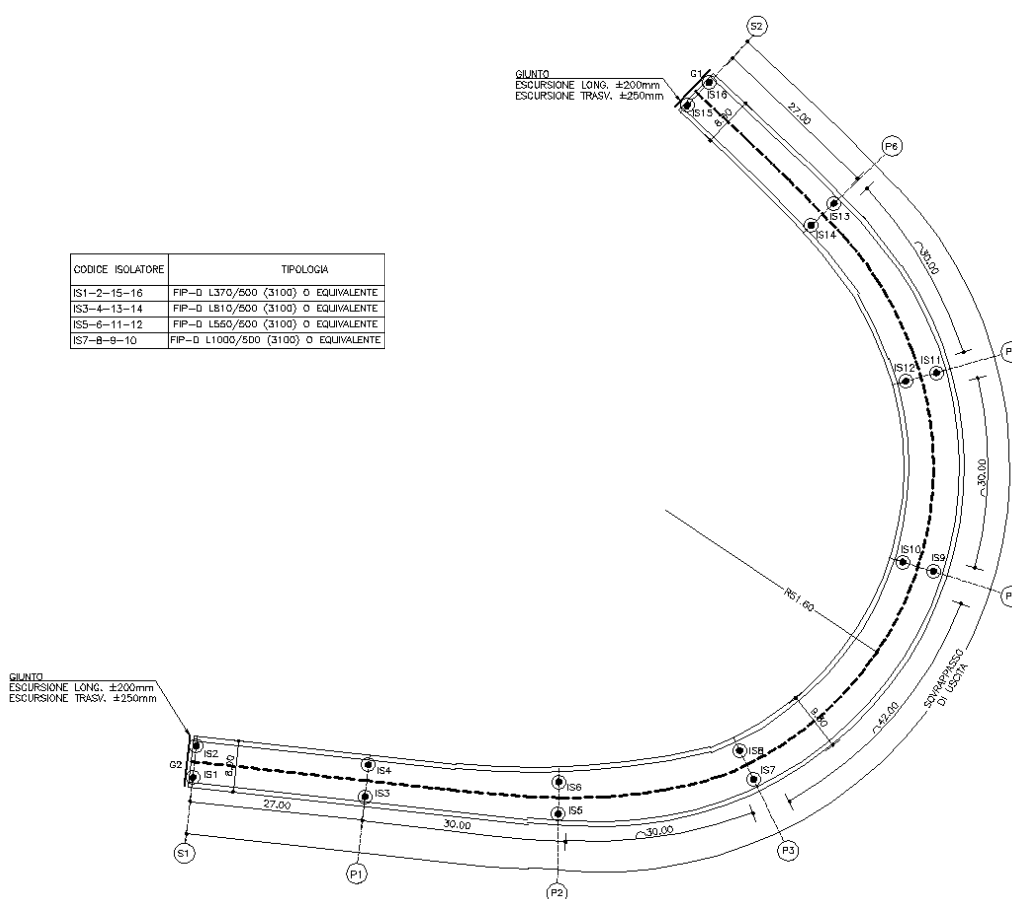 S2
GIUNTO
ESCURSIONE LONG. ±200mm
ESCURSIONE TRASV. ±250mm
G1
IS16
IS15
27.00
P6
IS13
IS14
30.00
CODICE ISOLATORE TIPOLOGIA
IS1-2-15-16 FIP-D L370/500 (3100) O EQUIVALENTE
IS3-4-13-14 FIP-D L810/500 (3100) O EQUIVALENTE
IS5-6-11-12 FIP-D L550/500 (3100) O EQUIVALENTE
IS7-8-9-10 FIP-D L1000/500 (3100) O EQUIVALENTE
IS12
IS11
P
30.00
IS10
IS9
P
R51.60
SOVRAPPASSO
DI USCITA
42.00
GIUNTO
ESCURSIONE LONG. ±200mm
ESCURSIONE TRASV. ±250mm
IS2
G2
IS1
IS4
IS3
IS6
IS5
IS8
IS7
27.00
30.00
30.00
S1
P1
P2
P3